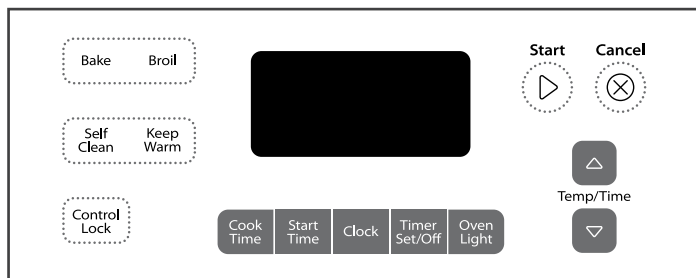 Bake Broil
Start Cancel
Self Clean
Keep Warm
Temp/Time
Control Lock
Cook Time
Start Time
Clock
Timer Set/Off
Oven Light